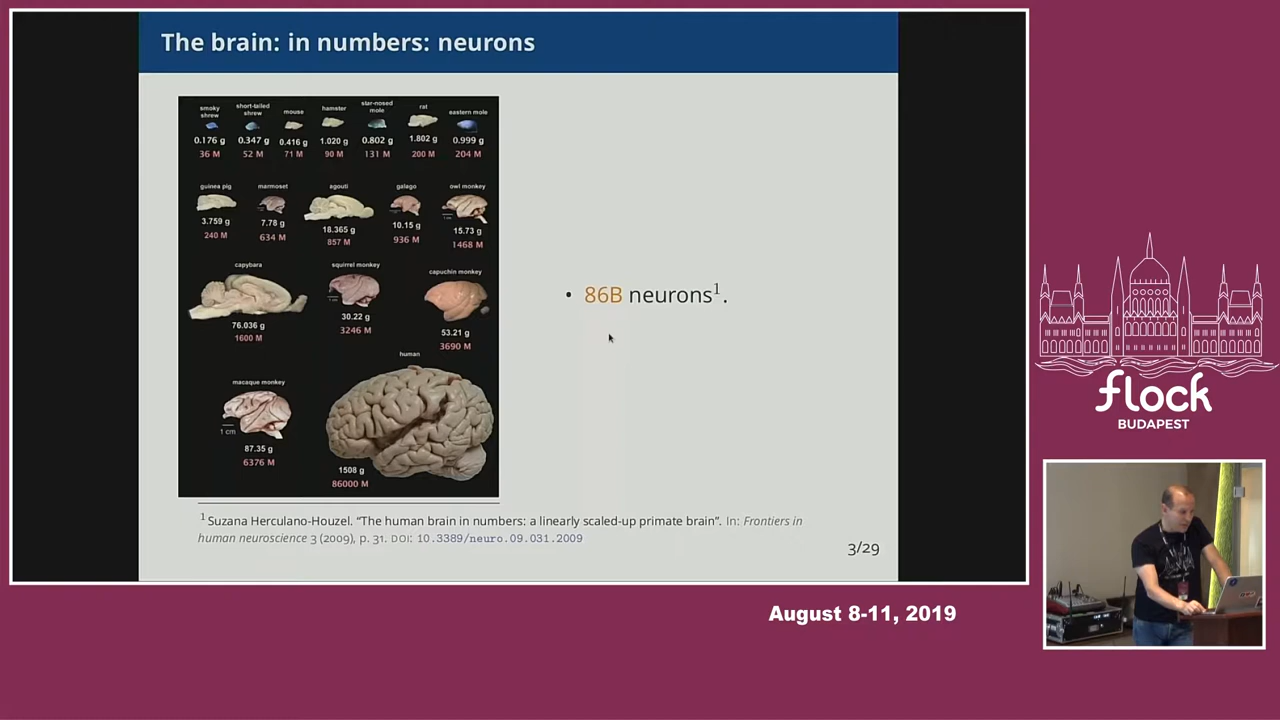 The brain: in numbers: neurons
smoky shrew short-tailed shrew mouse hamster star-nosed mole rat eastern mole
0.176 g 0.347 g 0.416 g 1.020 g 0.802 g 1.802 g 0.999 g
36 M 52 M 71 M 90 M 131 M 200 M 204 M
guinea pig marmoset agouti galago owl monkey
3.759 g 7.78 g 18.365 g 10.15 g 15.73 g
240 M 634 M 857 M 936 M 1468 M
capybara squirrel monkey capuchin monkey
76.036 g 30.22 g 53.21 g
1600 M 3246 M 3690 M
macaque monkey human
1 cm
87.35 g 1508 g
6376 M 86000 M
• 86B neurons¹.
¹ Suzana Herculano-Houzel. “The human brain in numbers: a linearly scaled-up primate brain”. In: Frontiers in
human neuroscience 3 (2009), p. 31. DOI: 10.3389/neuro.09.031.2009
3/29
flock
BUDAPEST
August 8-11, 2019